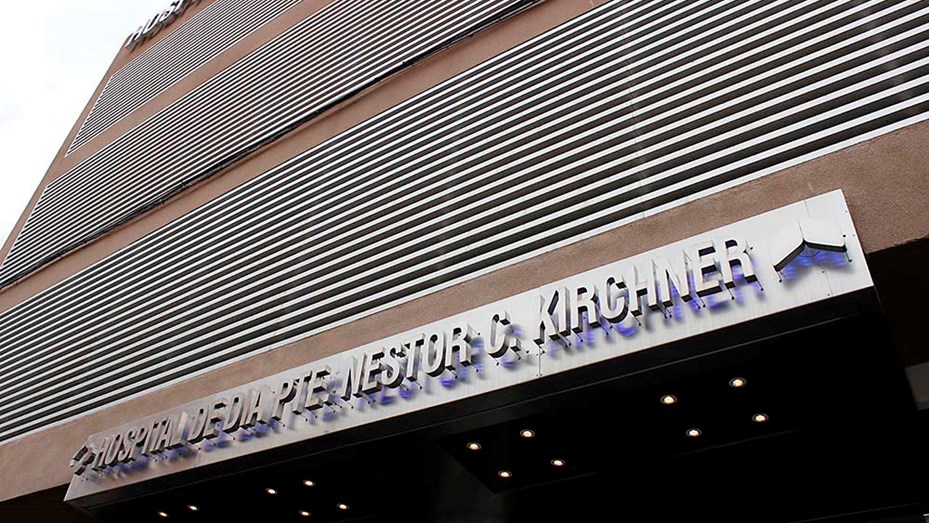 HOSPITAL DE DIA PTE. NESTOR C. KIRCHNER